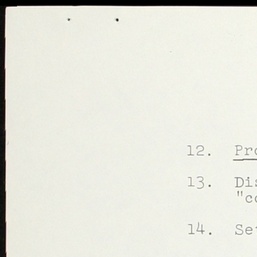 12. Pro
13. Dis
"co
14. Se